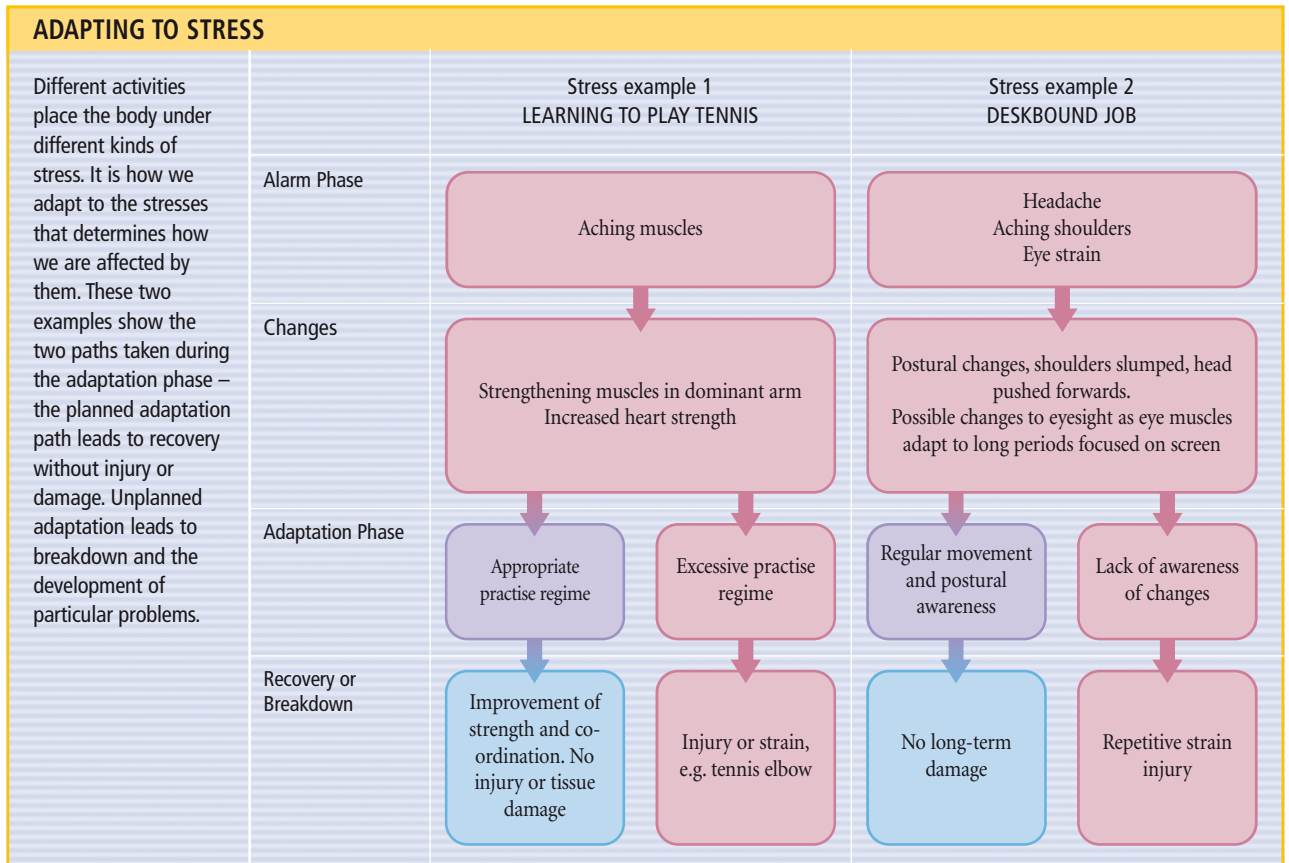 ADAPTING TO STRESS
Different activities
place the body under
different kinds of
stress. It is how we
adapt to the stresses
that determines how
we are affected by
them. These two
examples show the
two paths taken during
the adaptation phase –
the planned adaptation
path leads to recovery
without injury or
damage. Unplanned
adaptation leads to
breakdown and the
development of
particular problems.
Stress example 1
LEARNING TO PLAY TENNIS
Stress example 2
DESKBOUND JOB
Alarm Phase
Aching muscles
Headache
Aching shoulders
Eye strain
Changes
Strengthening muscles in dominant arm
Increased heart strength
Postural changes, shoulders slumped, head
pushed forwards.
Possible changes to eyesight as eye muscles
adapt to long periods focused on screen
Adaptation Phase
Appropriate
practise regime
Excessive practise
regime
Regular movement
and postural
awareness
Lack of awareness
of changes
Recovery or
Breakdown
Improvement of
strength and co-
ordination. No
injury or tissue
damage
Injury or strain,
e.g. tennis elbow
No long-term
damage
Repetitive strain
injury